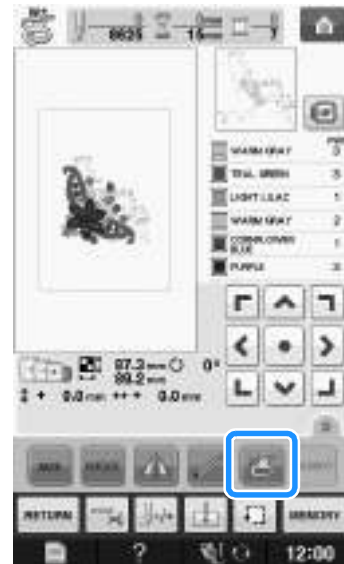 8625 15 7
WARM GRAY 3
TEAL GREEN 3
LIGHT LILAC 1
WARM GRAY 2
CORNFLOWER BLUE 1
PURPLE
87.3 mm 0°
89.2 mm
+ 0.0 mm + 0.0 mm
RETURN MEMORY
? 12:00